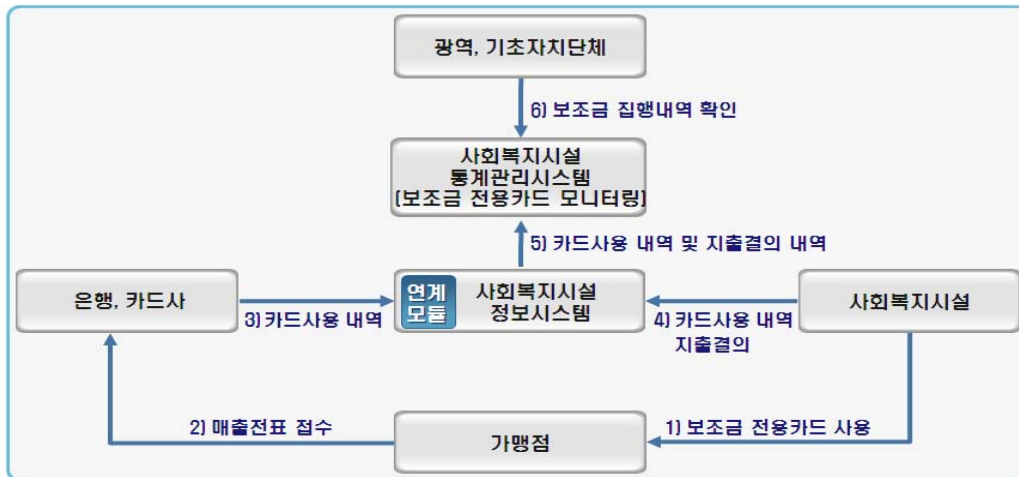 광역, 기초자치단체
6) 보조금 집행내역 확인
사회복지시설
통계관리시스템
(보조금 전용카드 모니터링)
5) 카드사용 내역 및 지출결의 내역
은행, 카드사
3) 카드사용 내역
연계
모듈
사회복지시설
정보시스템
4) 카드사용 내역
지출결의
사회복지시설
2) 매출전표 접수
가맹점
1) 보조금 전용카드 사용